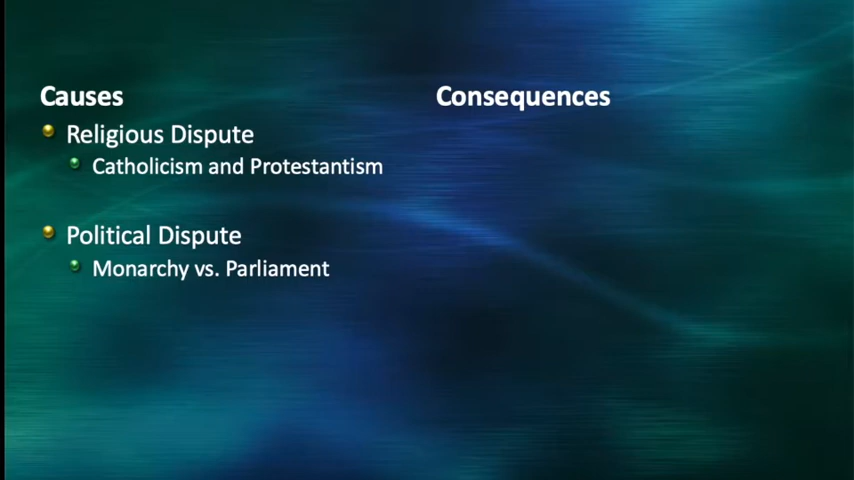 Causes
Religious Dispute
Catholicism and Protestantism
Political Dispute
Monarchy vs. Parliament
Consequences